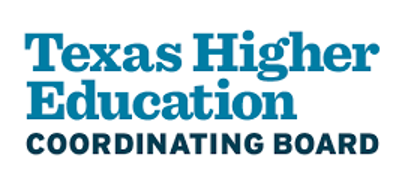 Texas Higher
Education
COORDINATING BOARD